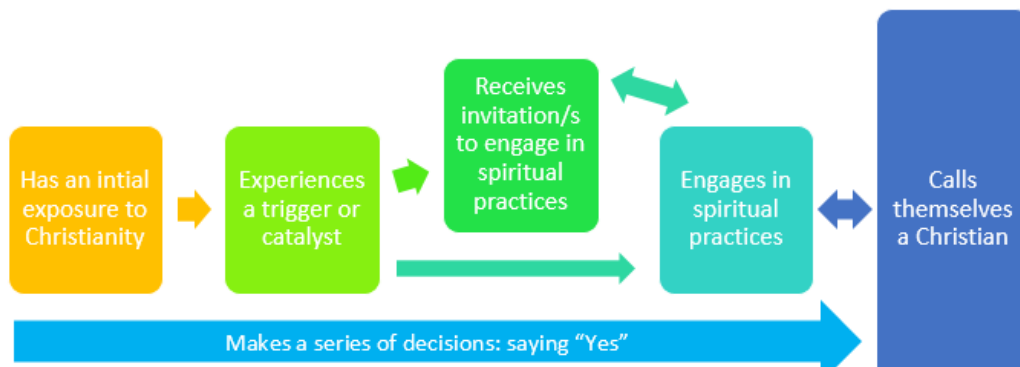 Has an intial
exposure to
Christianity
Experiences
a trigger or
catalyst
Receives
invitation/s
to engage in
spiritual
practices
Engages in
spiritual
practices
Calls
themselves
a Christian
Makes a series of decisions: saying “Yes”